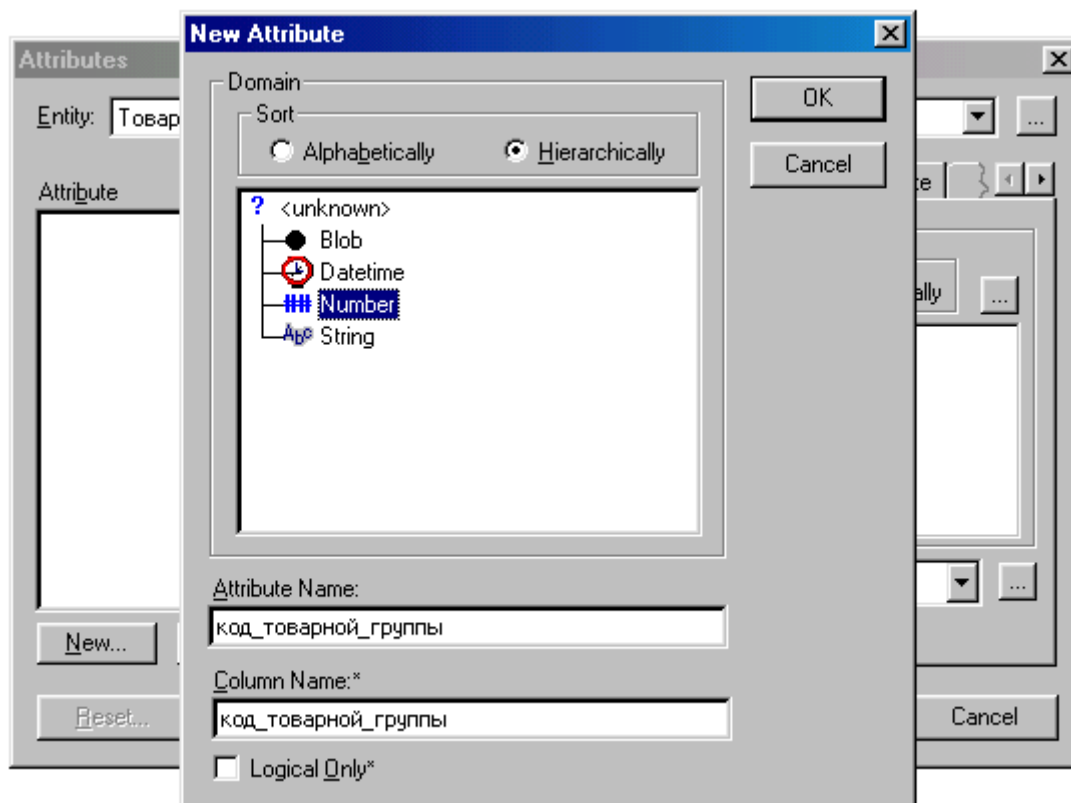 New Attribute
Attributes
Domain
OK
Sort
Entity:
Товар
...
Alphabetically
Hierarchically
Cancel
Attribute
? <unknown>
Blob
Datetime
...
Number
Abc String
Attribute Name:
код_товарной_группы
...
New...
Column Name:*
код_товарной_группы
Reset...
Cancel
Logical Only*